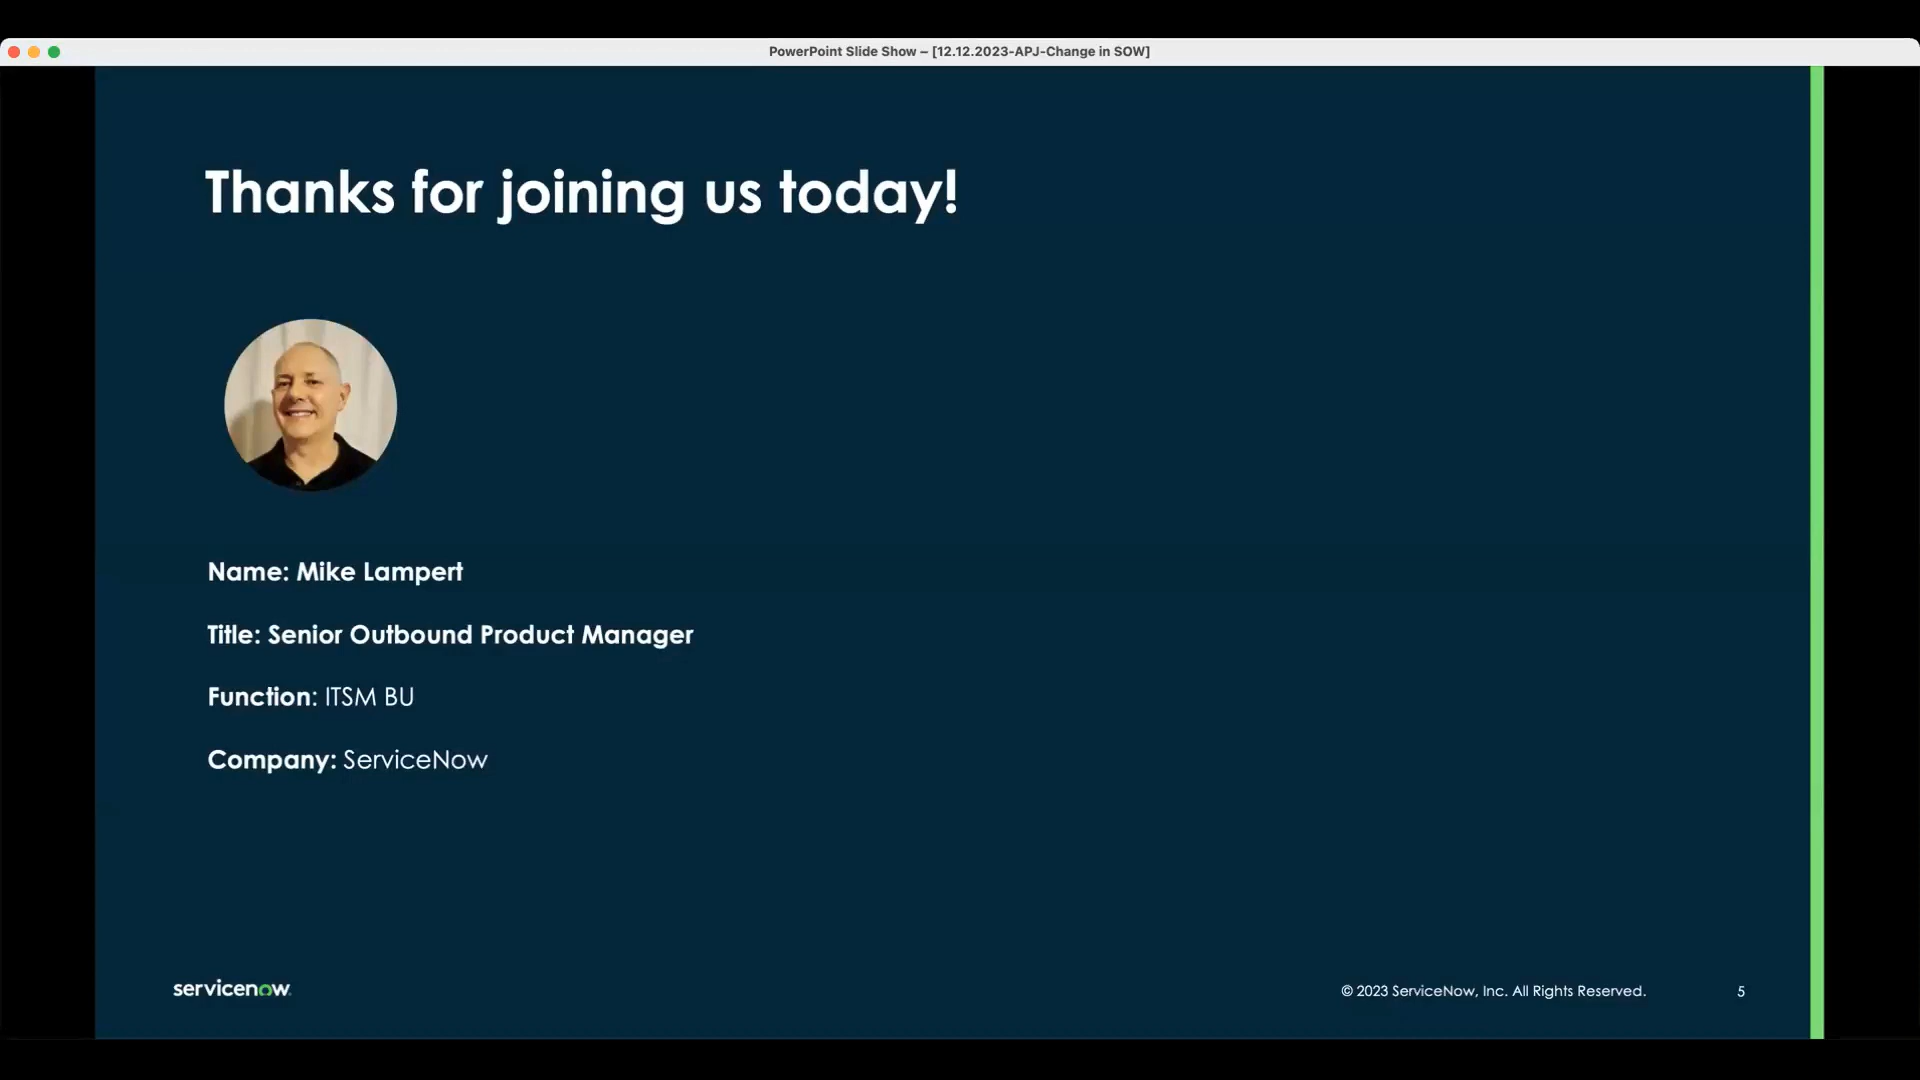 PowerPoint Slide Show – [12.12.2023-APJ-Change in SOW]
Thanks for joining us today!
Name: Mike Lampert
Title: Senior Outbound Product Manager
Function: ITSM BU
Company: ServiceNow
servicenow.
© 2023 ServiceNow, Inc. All Rights Reserved.
5